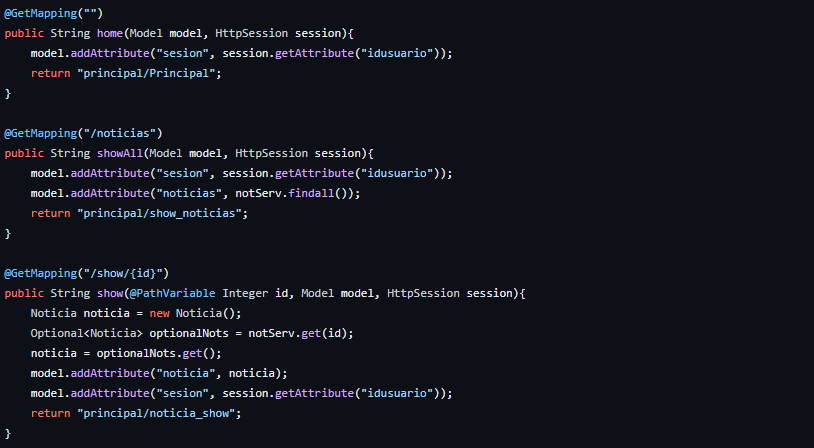 @GetMapping("")
public String home(Model model, HttpSession session){
    model.addAttribute("sesion", session.getAttribute("idusuario"));
    return "principal/Principal";
}

@GetMapping("/noticias")
public String showAll(Model model, HttpSession session){
    model.addAttribute("sesion", session.getAttribute("idusuario"));
    model.addAttribute("noticias", notServ.findall());
    return "principal/show_noticias";
}

@GetMapping("/show/{id}")
public String show(@PathVariable Integer id, Model model, HttpSession session){
    Noticia noticia = new Noticia();
    Optional<Noticia> optionalNots = notServ.get(id);
    noticia = optionalNots.get();
    model.addAttribute("noticia", noticia);
    model.addAttribute("sesion", session.getAttribute("idusuario"));
    return "principal/noticia_show";
}